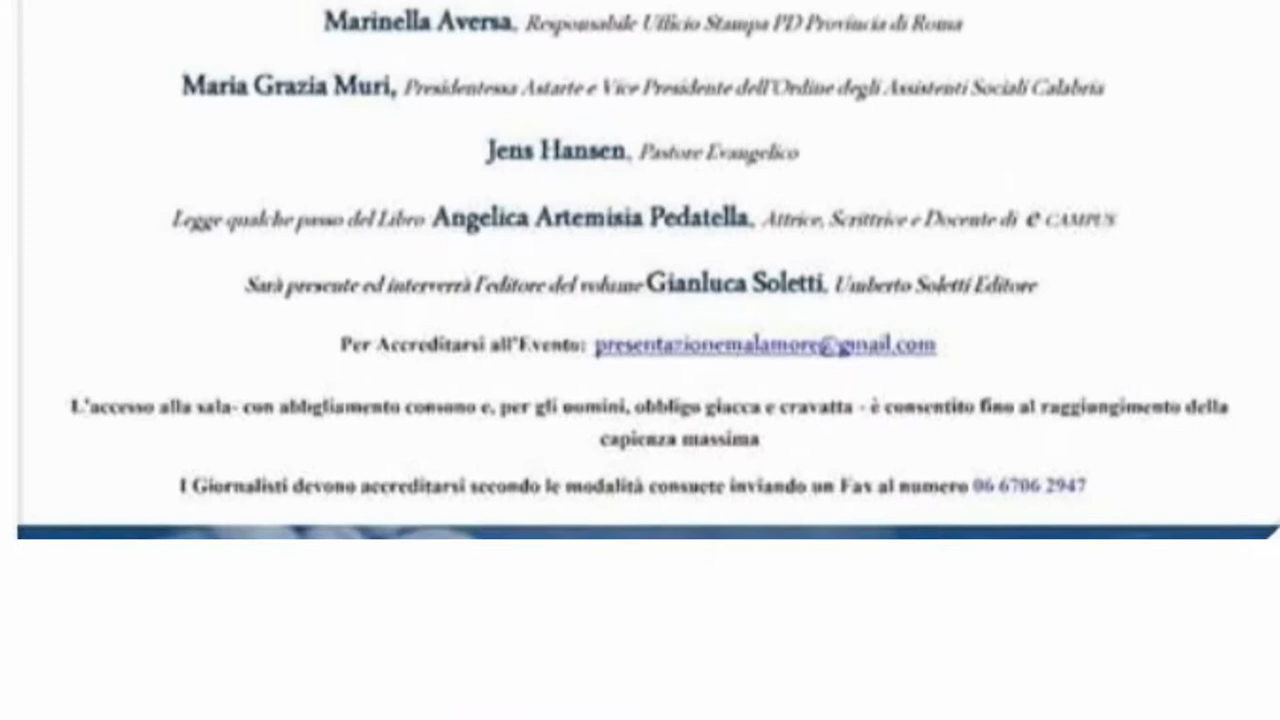 Marinella Aversa, Responsabile Ufficio Stampa PD Provincia di Roma
Maria Grazia Muri, Presidentessa Astarte e Vice Presidente dell'Ordine degli Assistenti Sociali Calabria
Jens Hansen, Pastore Evangelico
Legge qualche passo del Libro Angelica Artemisia Pedatella, Attrice, Scrittrice e Docente di e CAMPUS
Sarà presente ed interverrà l'editore del volume Gianluca Soletti, Umberto Soletti Editore
Per Accreditarsi all'Evento: presentazionemalamore@gmail.com
L'accesso alla sala- con abbigliamento consono e, per gli uomini, obbligo giacca e cravatta - è consentito fino al raggiungimento della
capienza massima
I Giornalisti devono accreditarsi secondo le modalità consuete inviando un Fax al numero 06 6706 2947